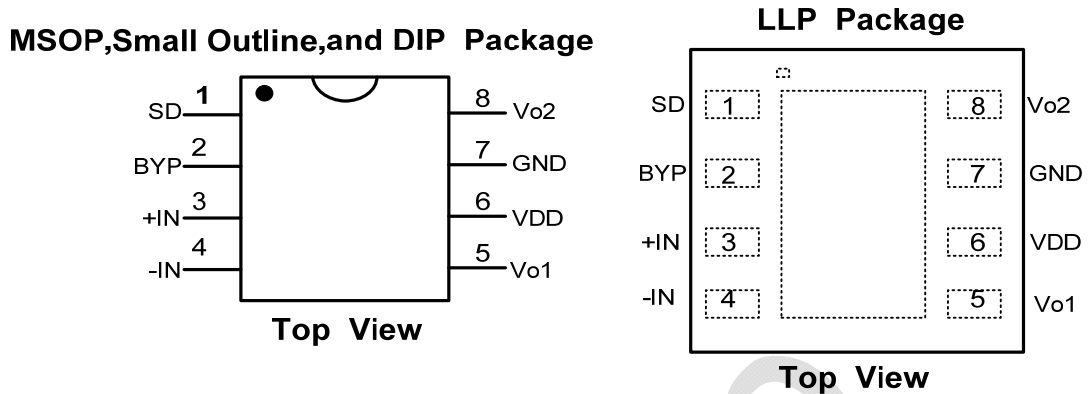 MSOP,Small Outline,and DIP Package
SD 1
BYP 2
+IN 3
-IN 4
8 Vo2
7 GND
6 VDD
5 Vo1
Top View
LLP Package
SD 1
BYP 2
+IN 3
-IN 4
8 Vo2
7 GND
6 VDD
5 Vo1
Top View